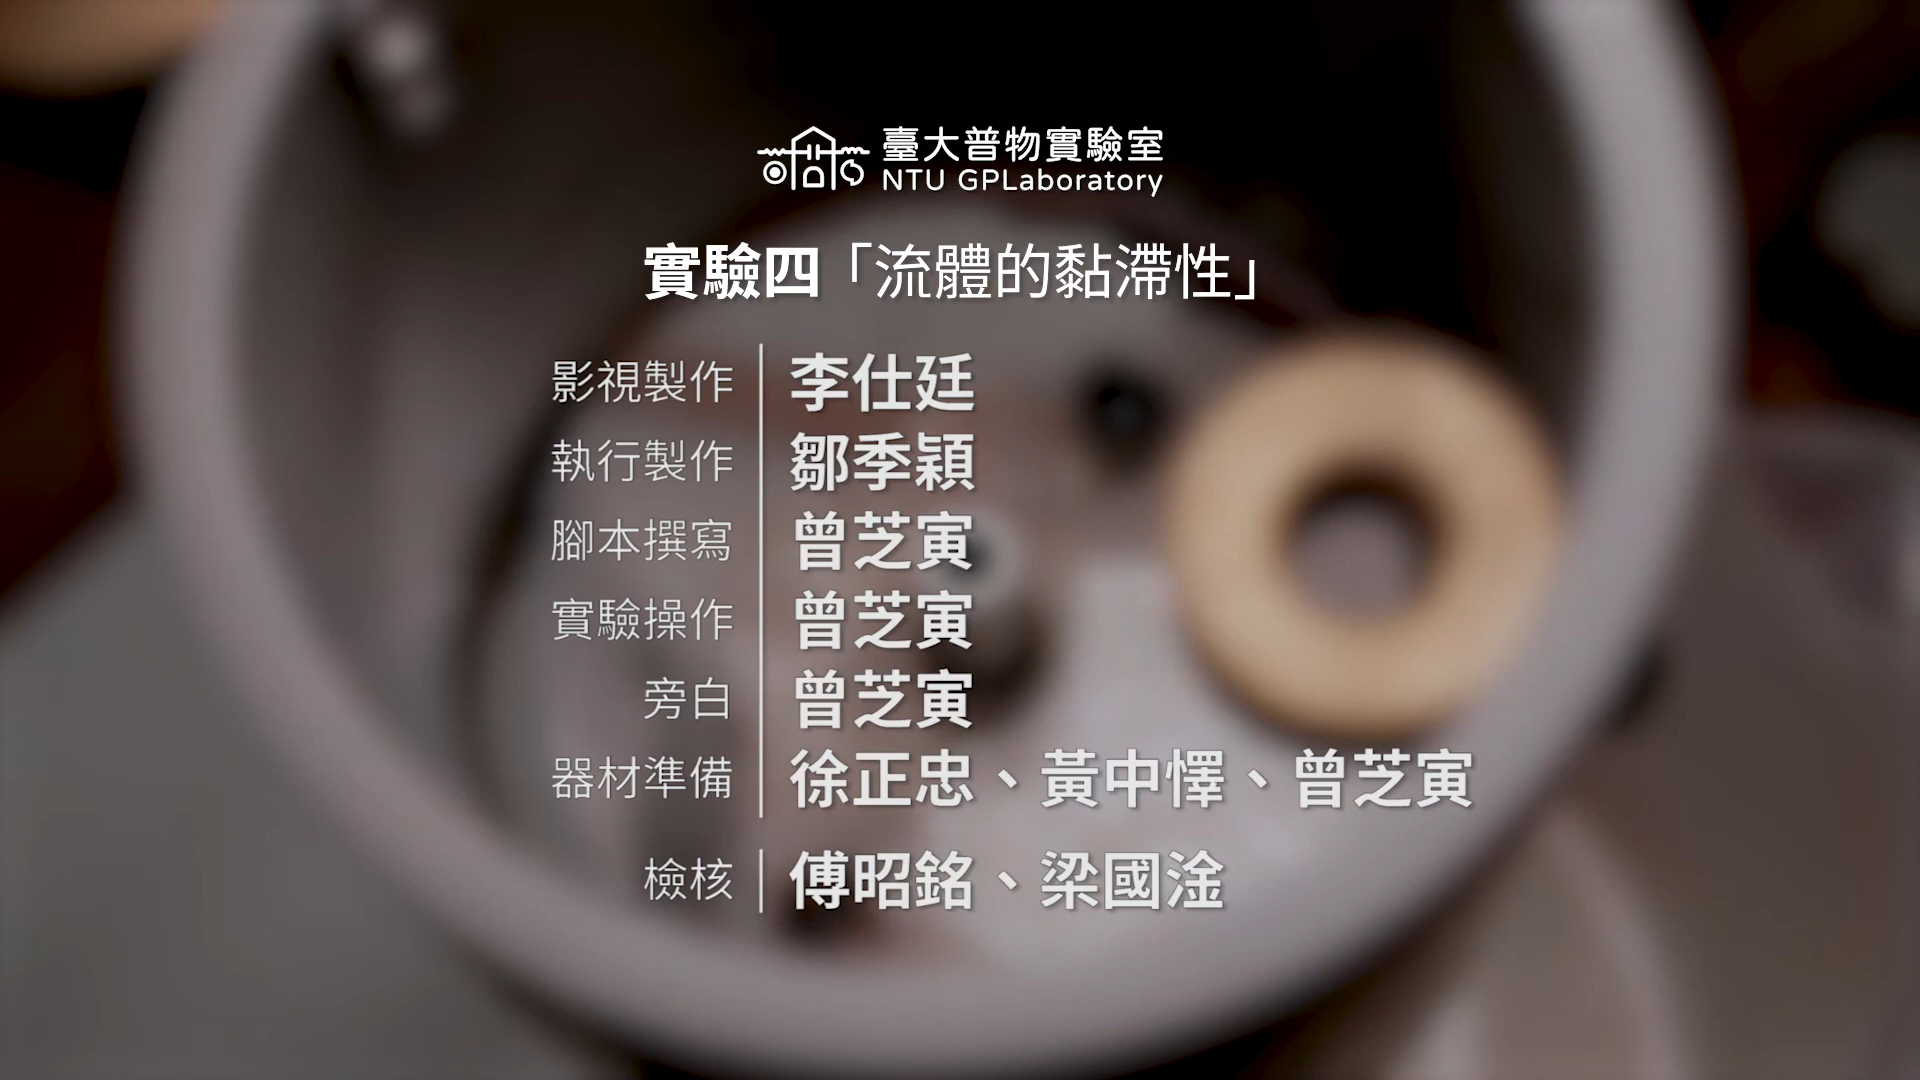 臺大普物實驗室
NTU GPLaboratory
實驗四「流體的黏滯性」
影視製作 李仕廷
執行製作 鄒季穎
腳本撰寫 曾芝寅
實驗操作 曾芝寅
旁白 曾芝寅
器材準備 徐正忠、黃中懌、曾芝寅
檢核 傅昭銘、梁國淦